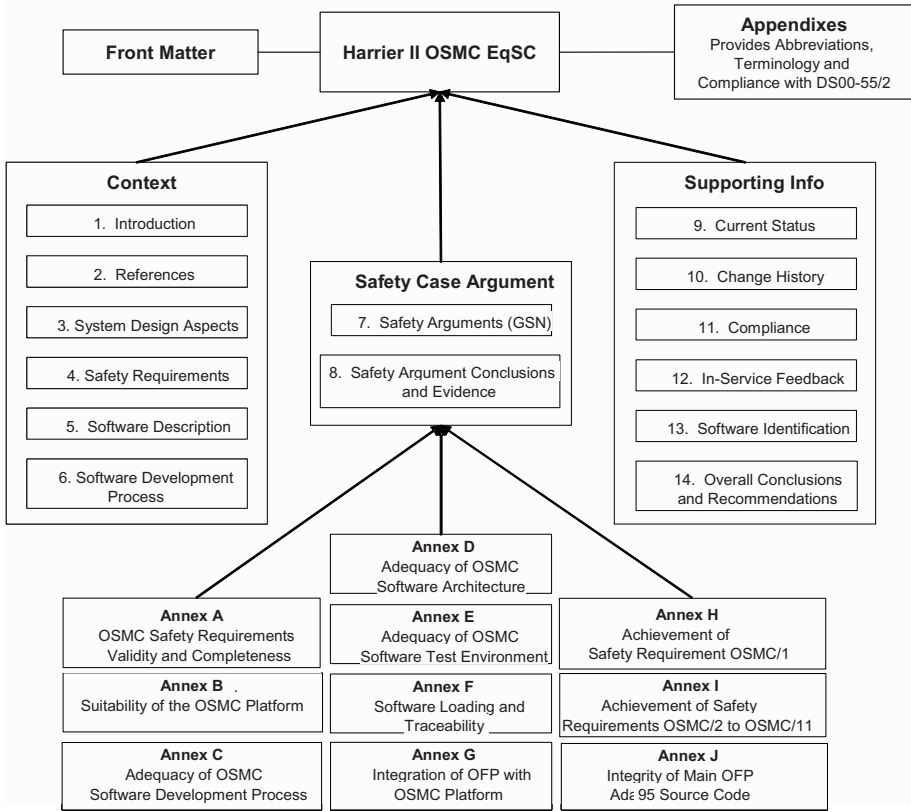 Front Matter
Harrier II OSMC EqSC
Appendixes
Provides Abbreviations,
Terminology and
Compliance with DS00-55/2
Context
1. Introduction
2. References
3. System Design Aspects
4. Safety Requirements
5. Software Description
6. Software Development
Process
Safety Case Argument
7. Safety Arguments (GSN)
8. Safety Argument Conclusions
and Evidence
Supporting Info
9. Current Status
10. Change History
11. Compliance
12. In-Service Feedback
13. Software Identification
14. Overall Conclusions
and Recommendations
Annex A
OSMC Safety Requirements
Validity and Completeness
Annex B
Suitability of the OSMC Platform
Annex C
Adequacy of OSMC
Software Development Process
Annex D
Adequacy of OSMC
Software Architecture
Annex E
Adequacy of OSMC
Software Test Environment
Annex F
Software Loading and
Traceability
Annex G
Integration of OFP with
OSMC Platform
Annex H
Achievement of
Safety Requirement OSMC/1
Annex I
Achievement of Safety
Requirements OSMC/2 to OSMC/11
Annex J
Integrity of Main OFP
Ada 95 Source Code